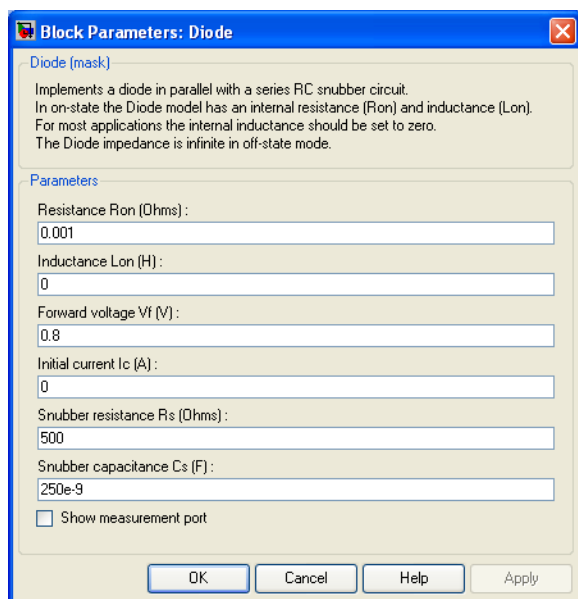 Block Parameters: Diode
Diode (mask)
Implements a diode in parallel with a series RC snubber circuit.
In on-state the Diode model has an internal resistance (Ron) and inductance (Lon).
For most applications the internal inductance should be set to zero.
The Diode impedance is infinite in off-state mode.
Parameters
Resistance Ron (Ohms) :
0.001
Inductance Lon (H) :
0
Forward voltage Vf (V) :
0.8
Initial current Ic (A) :
0
Snubber resistance Rs (Ohms) :
500
Snubber capacitance Cs (F) :
250e-9
Show measurement port
OK Cancel Help Apply